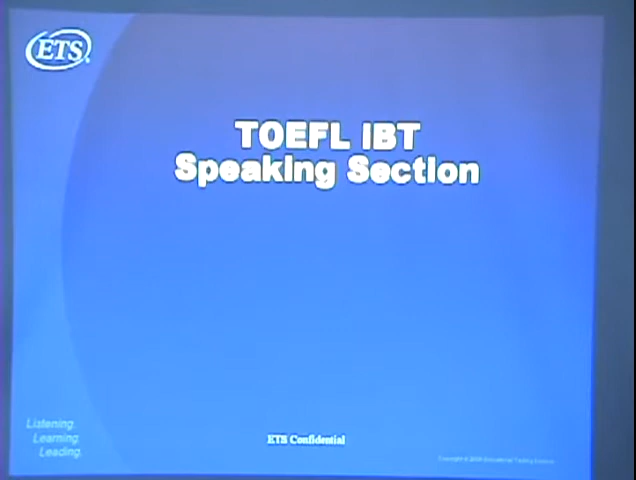 ETS
TOEFL iBT
Speaking Section
Listening.
Learning.
Leading.
ETS Confidential